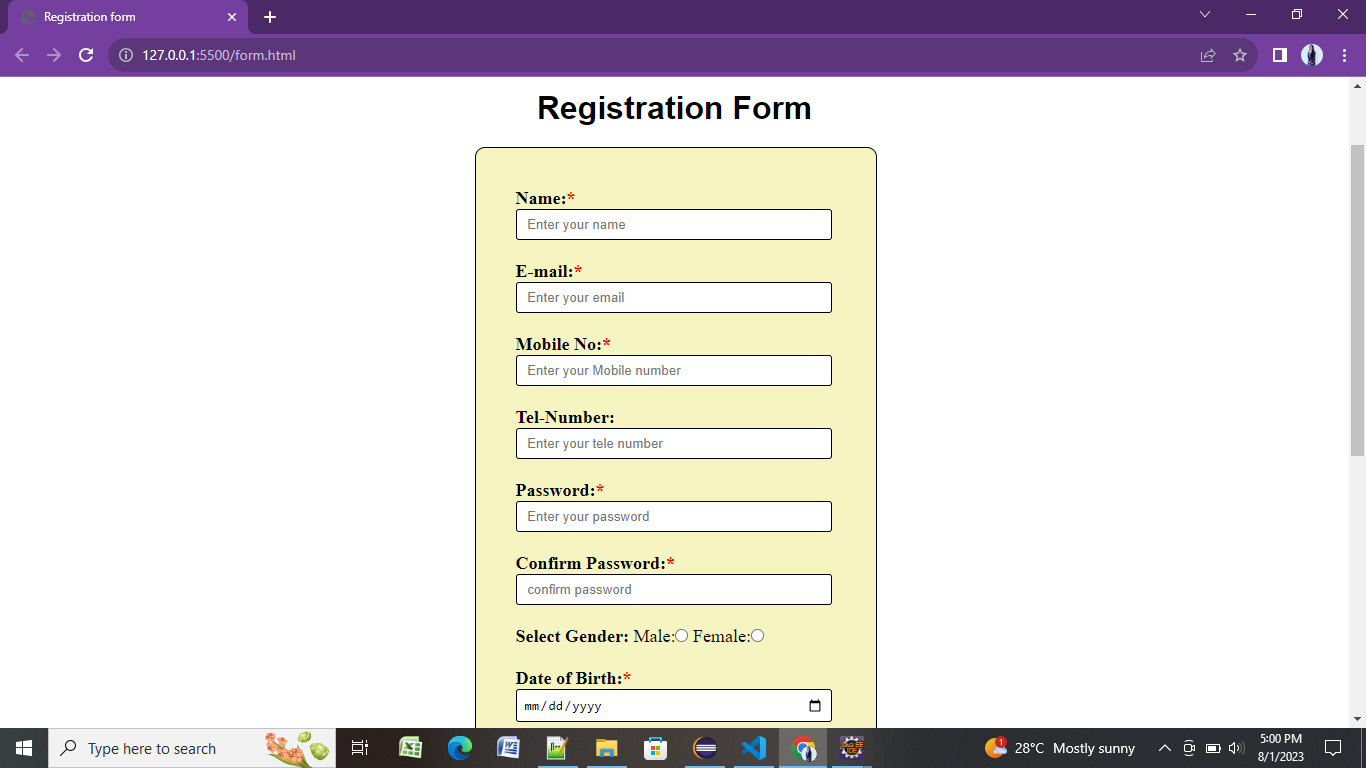 Registration form
127.0.0.1:5500/form.html
Registration Form
Name:*
Enter your name
E-mail:*
Enter your email
Mobile No:*
Enter your Mobile number
Tel-Number:
Enter your tele number
Password:*
Enter your password
Confirm Password:*
confirm password
Select Gender: Male: Female:
Date of Birth:*
mm/dd/yyyy
Type here to search
1
28°C Mostly sunny
5:00 PM
8/1/2023